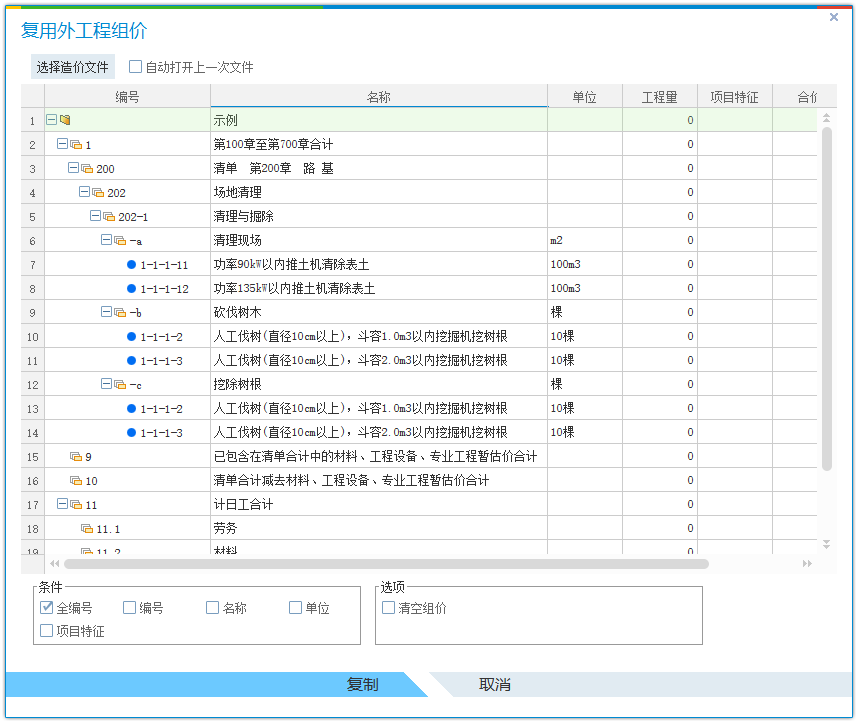 复用外工程组价
选择造价文件 自动打开上一次文件
编号 名称 单位 工程量 项目特征 合价
1 示例 0
2 1 第100章至第700章合计 0
3 200 清单 第200章 路 基 0
4 202 场地清理 0
5 202-1 清理与掘除 0
6 -a 清理现场 m2 0
7 1-1-1-11 功率90kW以内推土机清除表土 100m3 0
8 1-1-1-12 功率135kW以内推土机清除表土 100m3 0
9 -b 砍伐树木 棵 0
10 1-1-1-2 人工伐树(直径10cm以上),斗容1.0m3以内挖掘机挖树根 10棵 0
11 1-1-1-3 人工伐树(直径10cm以上),斗容2.0m3以内挖掘机挖树根 10棵 0
12 -c 挖除树根 棵 0
13 1-1-1-2 人工伐树(直径10cm以上),斗容1.0m3以内挖掘机挖树根 10棵 0
14 1-1-1-3 人工伐树(直径10cm以上),斗容2.0m3以内挖掘机挖树根 10棵 0
15 9 已包含在清单合计中的材料、工程设备、专业工程暂估价合计 0
16 10 清单合计减去材料、工程设备、专业工程暂估价合计 0
17 11 计日工合计 0
18 11.1 劳务 0
19 11.2 材料 0
条件 选项
全编号 编号 名称 单位 清空组价
项目特征
复制 取消